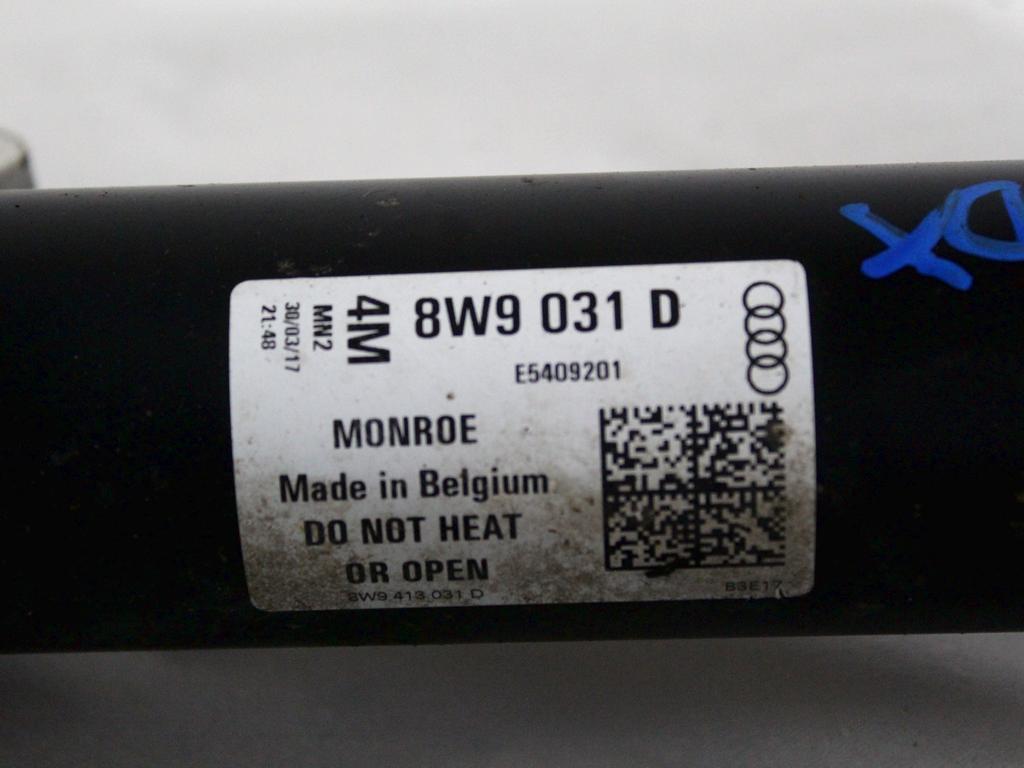 4M
8W9 031 D
MN2
30/03/17
21:48
E5409201
MONROE
Made in Belgium
DO NOT HEAT
OR OPEN
8W9 413 031 D
B3E17